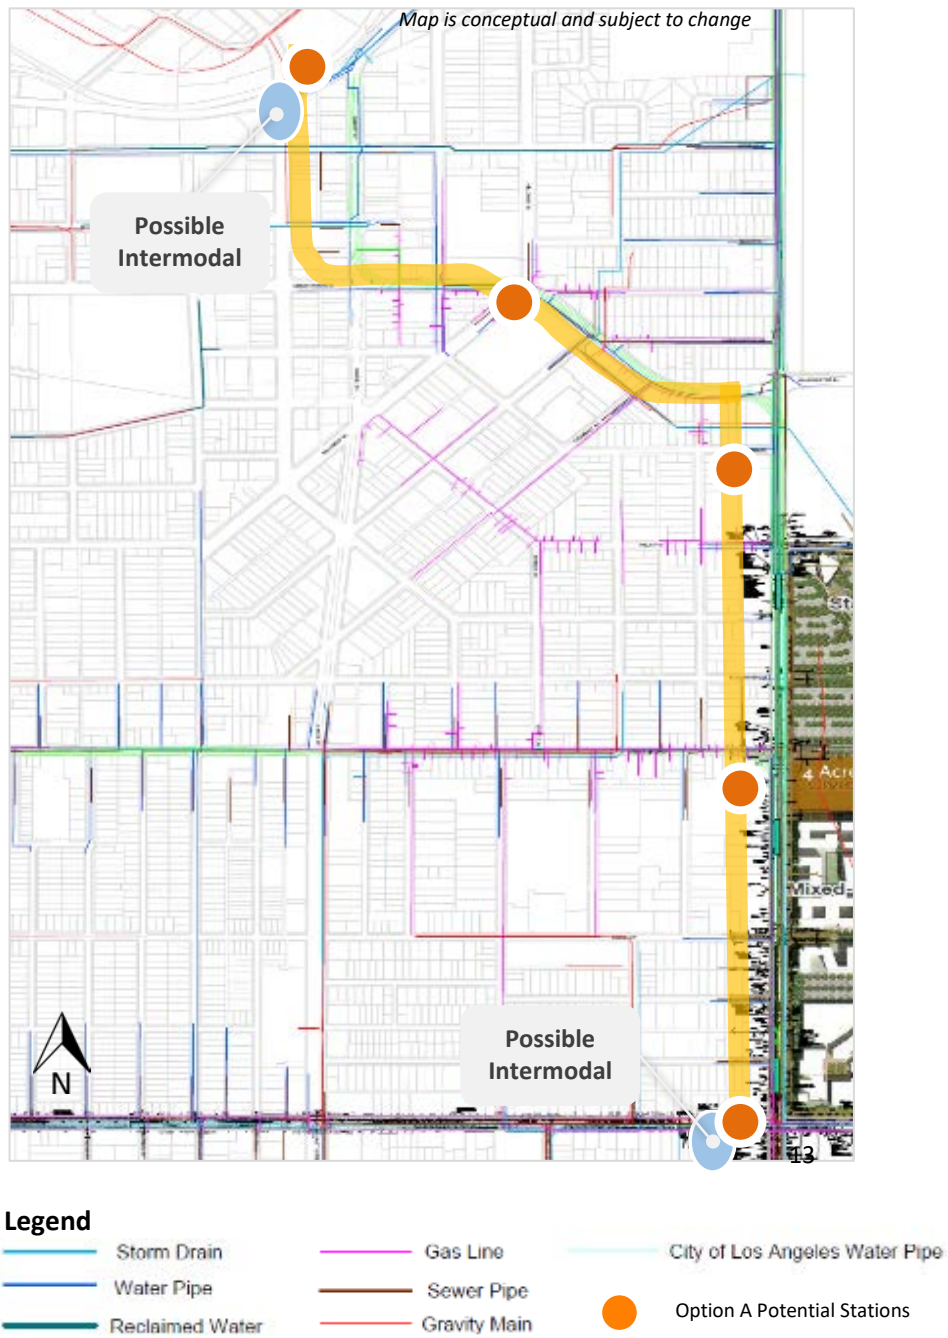 Map is conceptual and subject to change
Possible
Intermodal
4 Acre
Mixed-
Possible
Intermodal
N
13
Legend
Storm Drain
Gas Line
City of Los Angeles Water Pipe
Water Pipe
Sewer Pipe
Option A Potential Stations
Reclaimed Water
Gravity Main